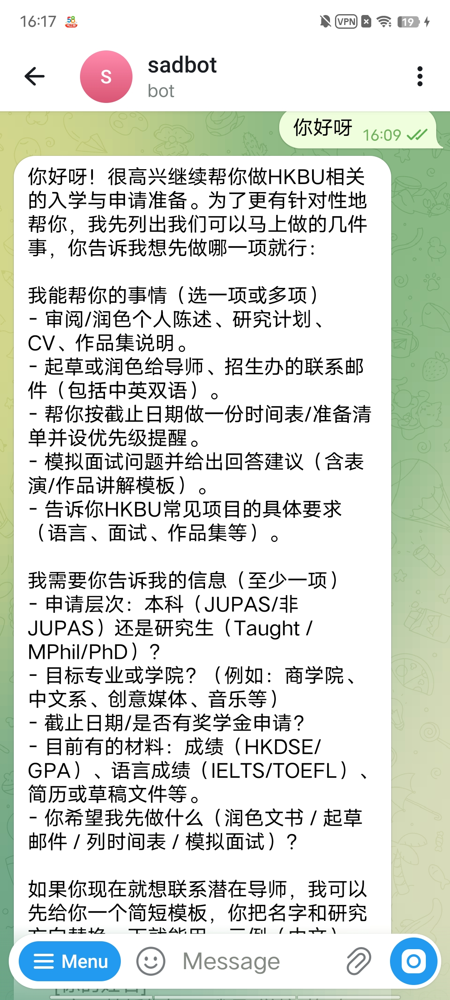 16:17
58
VPN
19
S
sadbot
bot
你好呀 16:09
你好呀！很高兴继续帮你做HKBU相关
的入学与申请准备。为了更有针对性地
帮你，我先列出我们可以马上做的几件
事，你告诉我想先做哪一项就行：
我能帮你的事情（选一项或多项）
- 审阅/润色个人陈述、研究计划、
CV、作品集说明。
- 起草或润色给导师、招生办的联系邮
件（包括中英双语）。
- 帮你按截止日期做一份时间表/准备清
单并设优先级提醒。
- 模拟面试问题并给出回答建议（含表
演/作品讲解模板）。
- 告诉你HKBU常见项目的具体要求
（语言、面试、作品集等）。
我需要你告诉我的信息（至少一项）
- 申请层次：本科（JUPAS/非
JUPAS）还是研究生（Taught /
MPhil/PhD）？
- 目标专业或学院？（例如：商学院、
中文系、创意媒体、音乐等）
- 截止日期/是否有奖学金申请？
- 目前有的材料：成绩（HKDSE/
GPA）、语言成绩（IELTS/TOEFL）、
简历或草稿文件等。
- 你希望我先做什么（润色文书 / 起草
邮件 / 列时间表 / 模拟面试）？
如果你现在就想联系潜在导师，我可以
先给你一个简短模板，你把名字和研究
Menu
Message